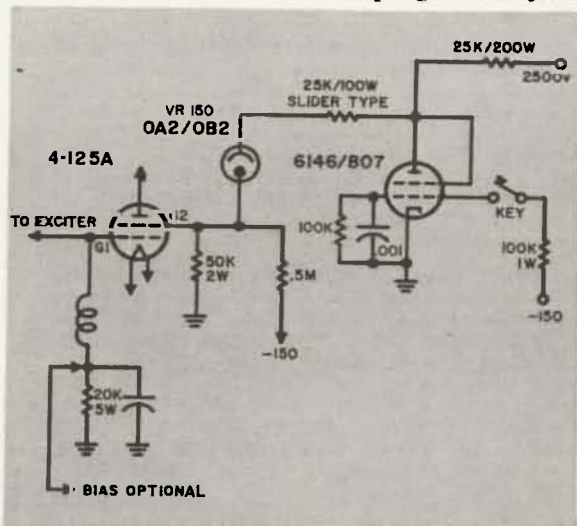 25K/200W
2500V
25K/100W
SLIDER TYPE
VR 150
0A2/0B2
4-125A
6146/807
TO EXCITER
G1
G2
100K
.001
KEY
50K
2W
.5M
100K
1W
-150
-150
20K
5W
BIAS OPTIONAL